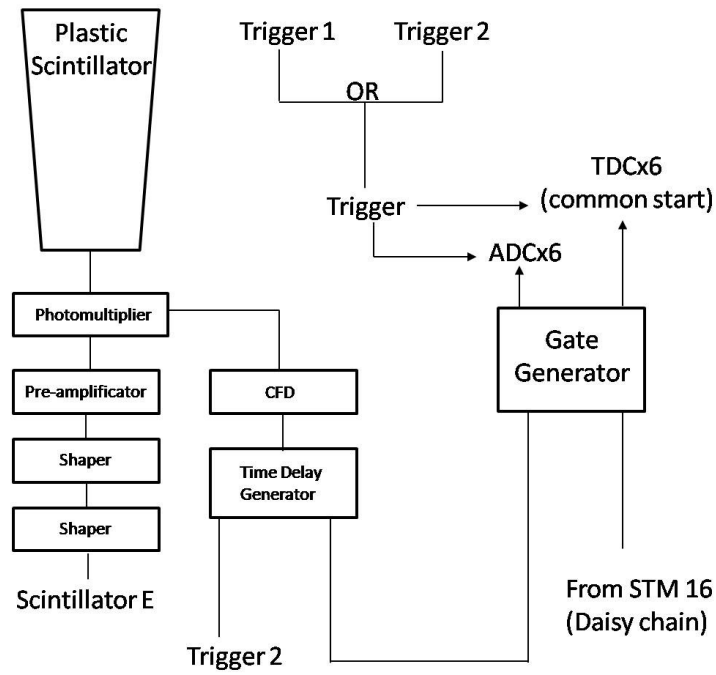 Plastic
Scintillator
Trigger 1
Trigger 2
OR
TDCx6
(common start)
Trigger
ADCx6
Photomultiplier
Gate
Generator
Pre-amplificator
CFD
Shaper
Time Delay
Generator
Shaper
Scintillator E
From STM 16
(Daisy chain)
Trigger 2